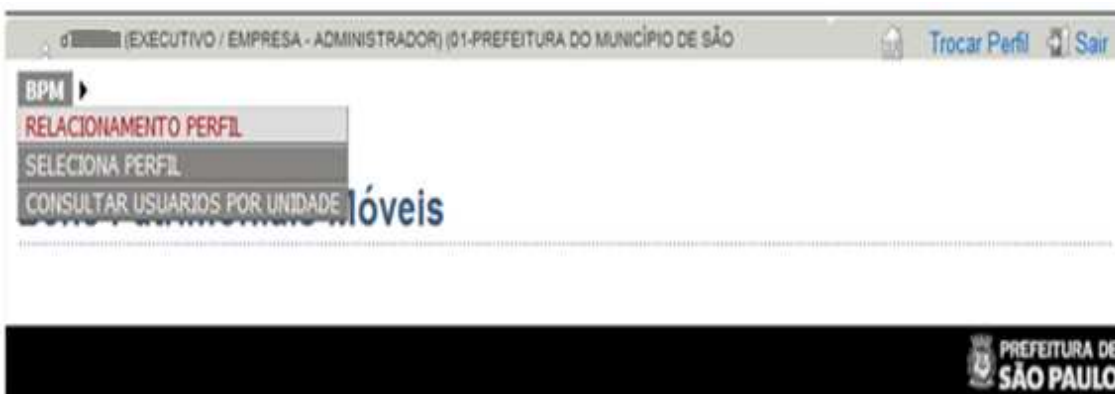 d (EXECUTIVO / EMPRESA - ADMINISTRADOR) (01-PREFEITURA DO MUNICÍPIO DE SÃO
Trocar Perfil Sair
BPM
RELACIONAMENTO PERFIL
SELECIONA PERFIL
CONSULTAR USUARIOS POR UNIDADE
Móveis
PREFEITURA DE
SÃO PAULO